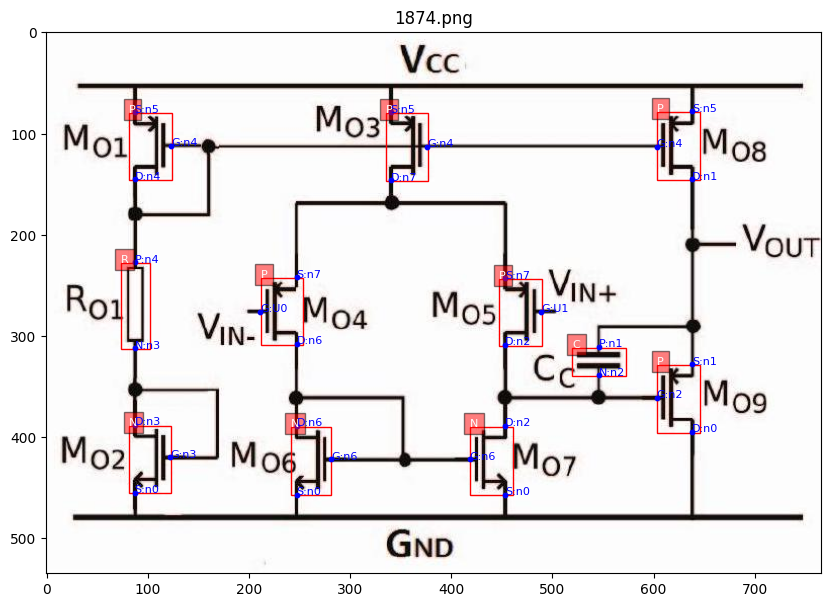 1874.png
VCC
P S:n5
P S:n5
P S:n5
MO1 G:n4
MO3 G:n4
G:n4 MO8
D:n4
D:n7
D:n1
VOUT
R P:n4
P S:n7
P S:n7
RO1
VIN- G:U0 MO4
MO5 G:U1 VIN+
N:n3
D:n6
D:n2
C P:n1
CC N:n2
P S:n1
G:n2 MO9
D:n0
N D:n3
N D:n6
N D:n2
MO2 G:n3
MO6 G:n6
G:n6 MO7
S:n0
S:n0
S:n0
GND
0
100
200
300
400
500
0 100 200 300 400 500 600 700